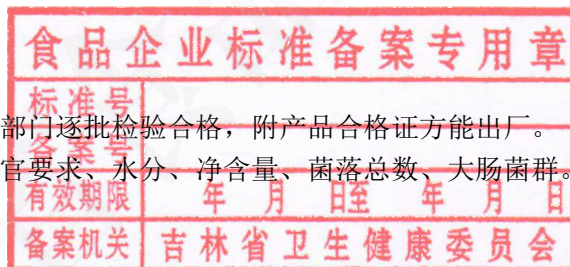 食品企业标准备案专用章
标准号
部门逐批检验合格，附产品合格证方能出厂。
备案号
官要求、水分、净含量、菌落总数、大肠菌群。
有效期限 年 月 日至 年 月 日
备案机关 吉林省卫生健康委员会